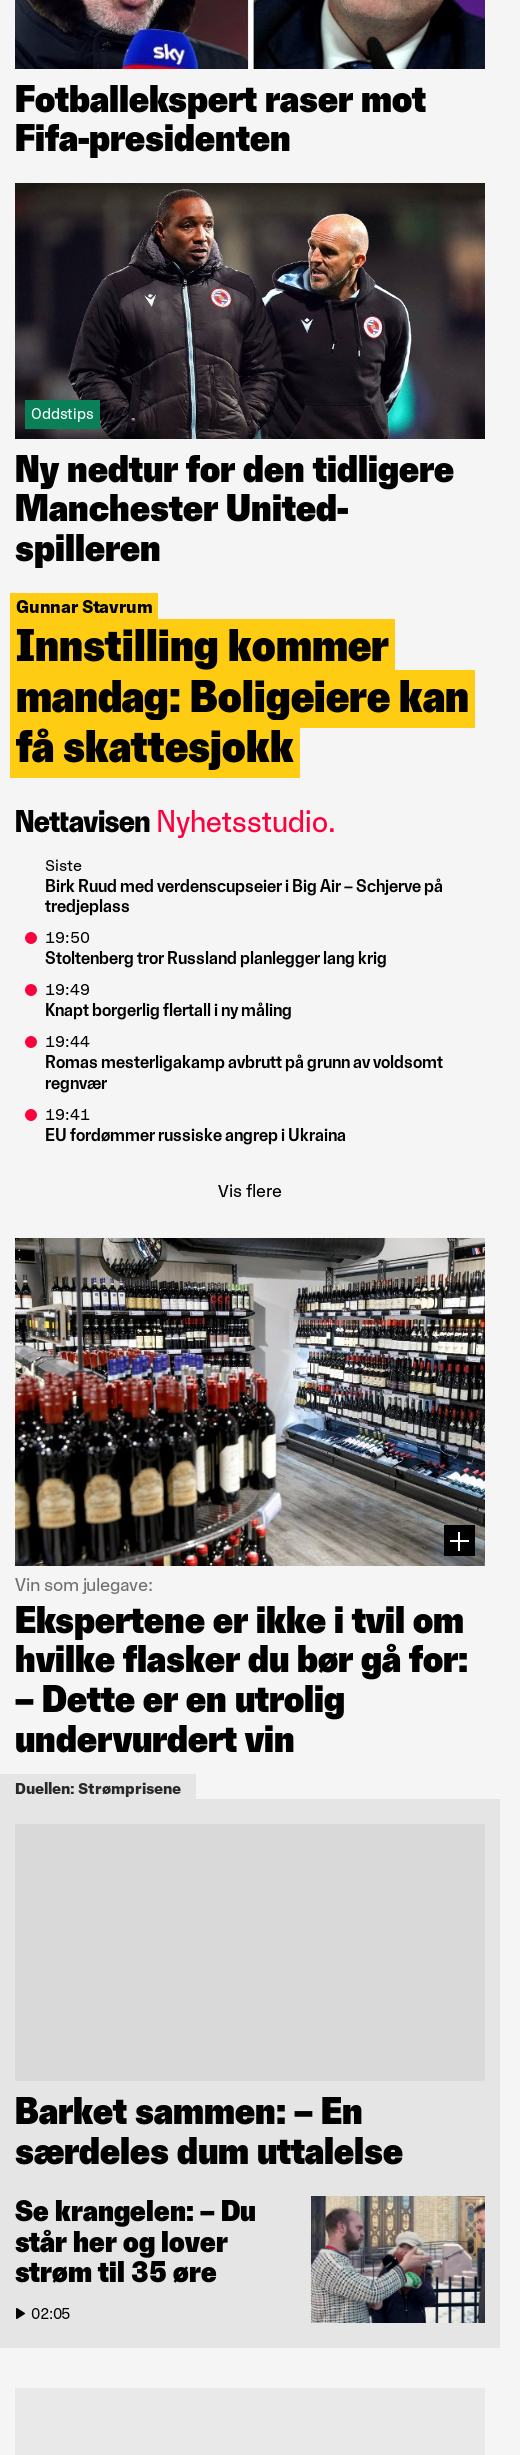 sky
Fotballekspert raser mot
Fifa-presidenten
Oddstips
Ny nedtur for den tidligere
Manchester United-
spilleren
Gunnar Stavrum
Innstilling kommer
mandag: Boligeiere kan
få skattesjokk
Nettavisen Nyhetsstudio.
Siste
Birk Ruud med verdenscupseier i Big Air – Schjerve på
tredjeplass
19:50
Stoltenberg tror Russland planlegger lang krig
19:49
Knapt borgerlig flertall i ny måling
19:44
Romas mesterligakamp avbrutt på grunn av voldsomt
regnvær
19:41
EU fordømmer russiske angrep i Ukraina
Vis flere
Vin som julegave:
Ekspertene er ikke i tvil om
hvilke flasker du bør gå for:
– Dette er en utrolig
undervurdert vin
Duellen: Strømprisene
Barket sammen: – En
særdeles dum uttalelse
Se krangelen: – Du
står her og lover
strøm til 35 øre
02:05